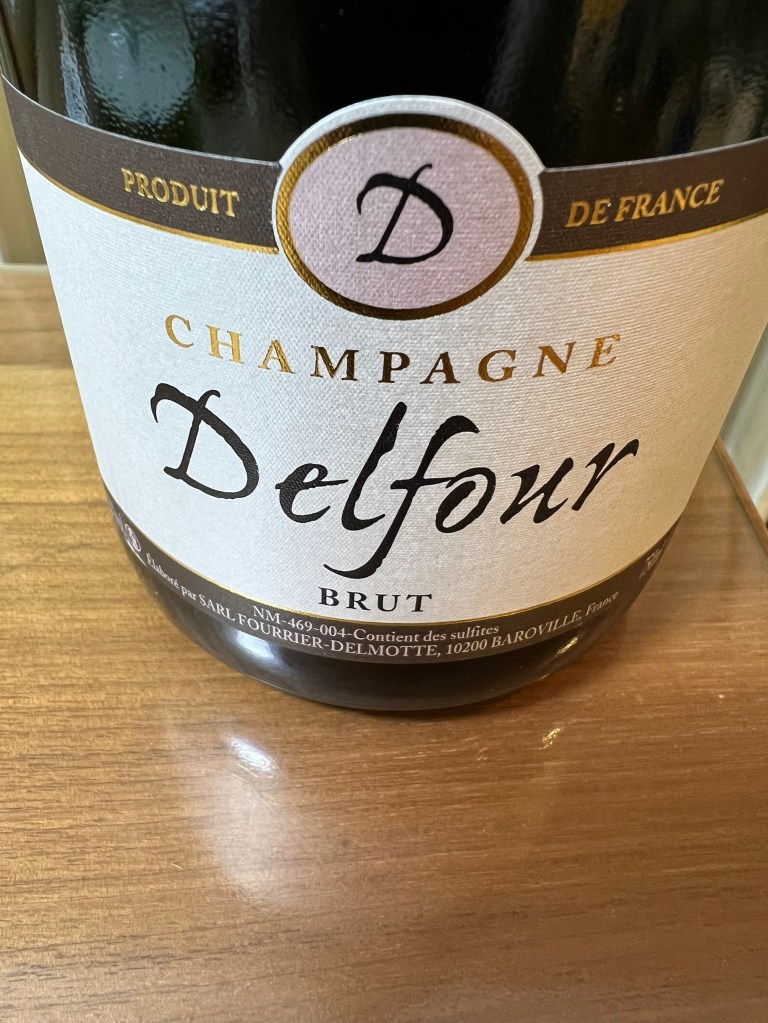 PRODUIT
D
DE FRANCE
CHAMPAGNE
Delfour
BRUT
NM-469-004-Contient des sulfites
Élaboré par SARL FOURRIER-DELMOTTE, 10200 BAROVILLE, France